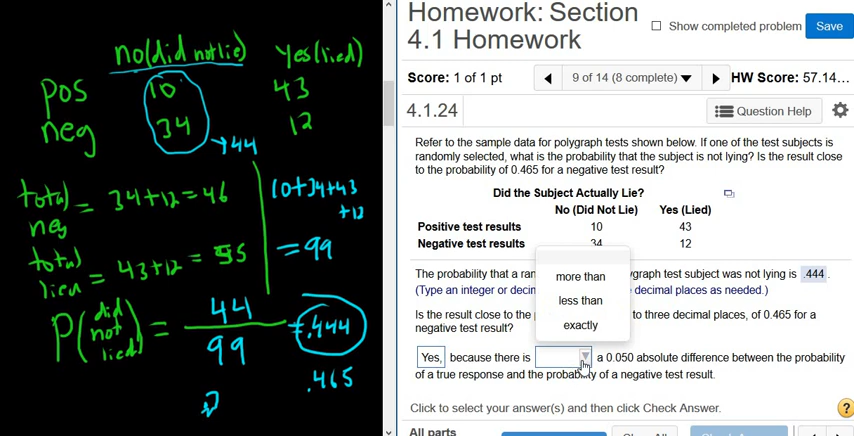 no(did not lie) yes(lied)
pos 10 43
neg 34 12
→44
total neg = 34+12=46
total lied = 43+12 = 55
10+34+43
+12
= 99
P(did not lied) = 44/99 = .444
.465
Homework: Section
4.1 Homework
Show completed problem
Save
Score: 1 of 1 pt
9 of 14 (8 complete)
HW Score: 57.14...
4.1.24
Question Help
Refer to the sample data for polygraph tests shown below. If one of the test subjects is
randomly selected, what is the probability that the subject is not lying? Is the result close
to the probability of 0.465 for a negative test result?
Did the Subject Actually Lie?
No (Did Not Lie) Yes (Lied)
Positive test results 10 43
Negative test results 34 12
The probability that a ran ygraph test subject was not lying is .444 .
(Type an integer or decim decimal places as needed.)
more than
less than
exactly
Is the result close to the to three decimal places, of 0.465 for a
negative test result?
Yes, because there is a 0.050 absolute difference between the probability
of a true response and the probability of a negative test result.
Click to select your answer(s) and then click Check Answer.
?
All parts